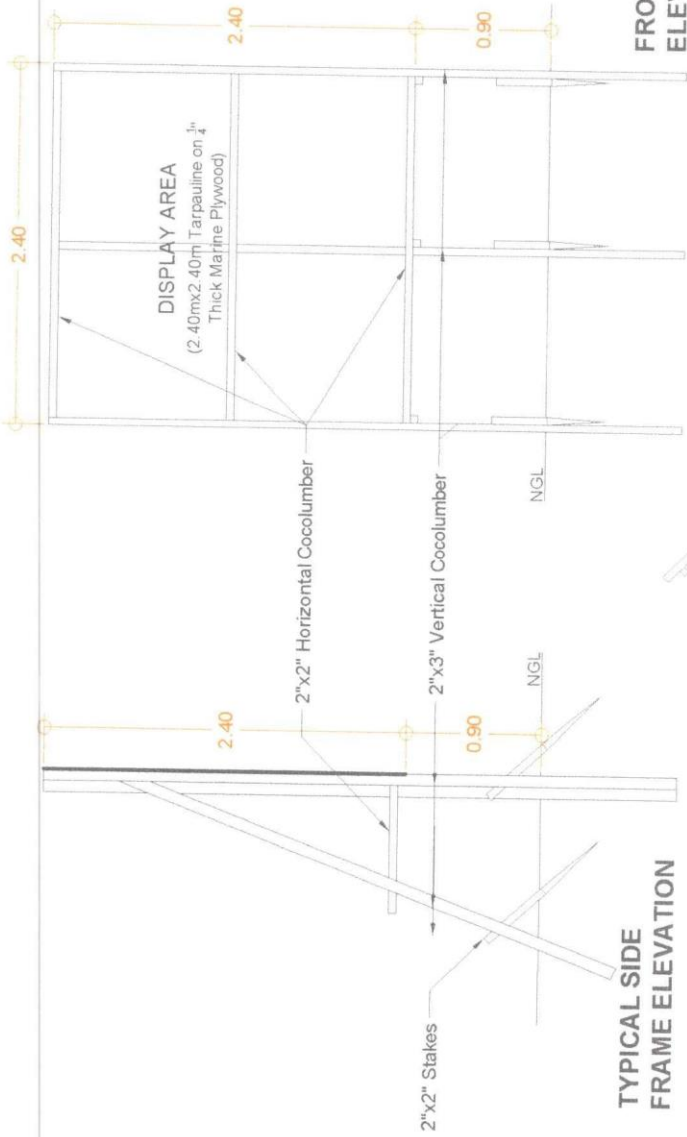 2.40
2.40
0.90
DISPLAY AREA
(2.40mx2.40m Tarpauline on 1/4"
Thick Marine Plywood)
2"x2" Horizontal Cocolumber
2"x3" Vertical Cocolumber
NGL
2.40
0.90
NGL
2"x2" Stakes
TYPICAL SIDE
FRAME ELEVATION